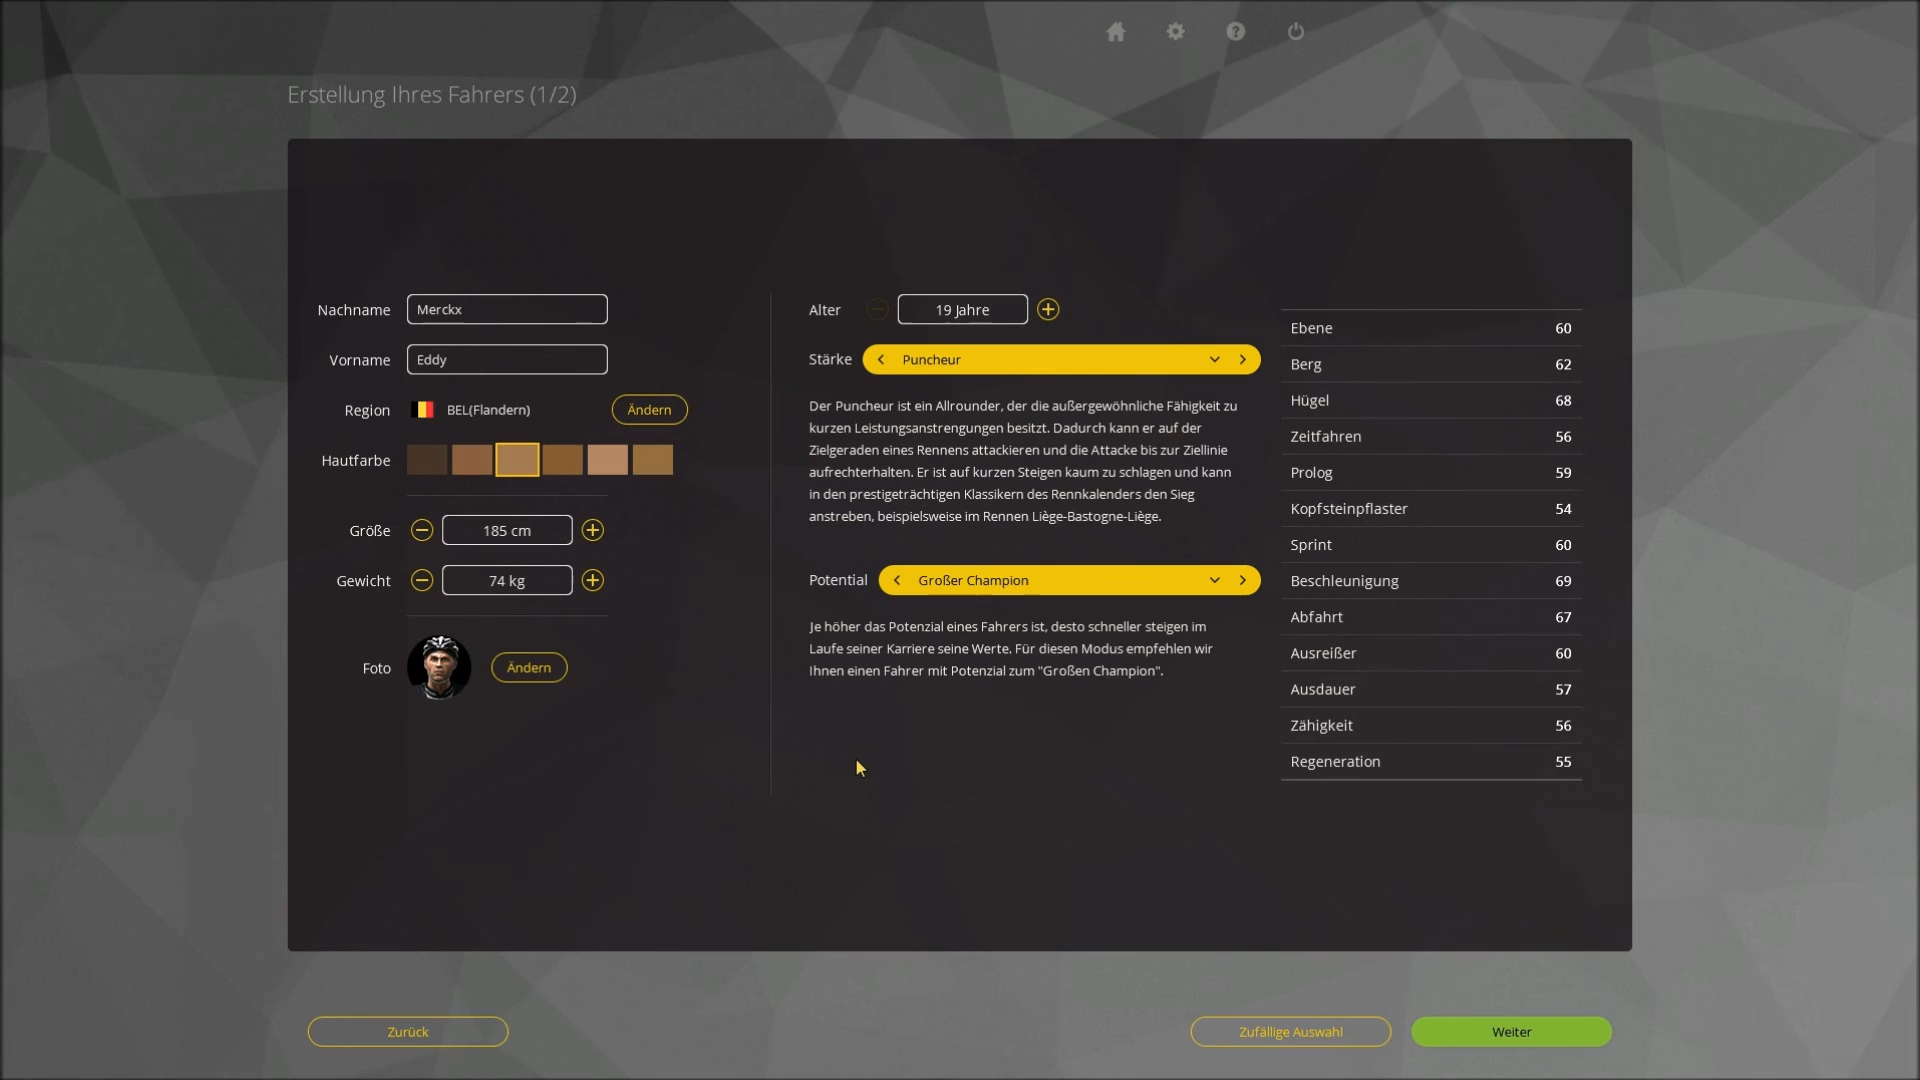 Erstellung Ihres Fahrers (1/2)
Nachname Merckx
Vorname Eddy
Region BEL(Flandern) Ändern
Hautfarbe
Größe 185 cm
Gewicht 74 kg
Foto Ändern
Alter 19 Jahre
Stärke Puncheur
Der Puncheur ist ein Allrounder, der die außergewöhnliche Fähigkeit zu
kurzen Leistungsanstrengungen besitzt. Dadurch kann er auf der
Zielgeraden eines Rennens attackieren und die Attacke bis zur Ziellinie
aufrechterhalten. Er ist auf kurzen Steigen kaum zu schlagen und kann
in den prestigeträchtigen Klassikern des Rennkalenders den Sieg
anstreben, beispielsweise im Rennen Liège-Bastogne-Liège.
Potential Großer Champion
Je höher das Potenzial eines Fahrers ist, desto schneller steigen im
Laufe seiner Karriere seine Werte. Für diesen Modus empfehlen wir
Ihnen einen Fahrer mit Potenzial zum "Großen Champion".
Ebene 60
Berg 62
Hügel 68
Zeitfahren 56
Prolog 59
Kopfsteinpflaster 54
Sprint 60
Beschleunigung 69
Abfahrt 67
Ausreißer 60
Ausdauer 57
Zähigkeit 56
Regeneration 55
Zurück
Zufällige Auswahl
Weiter